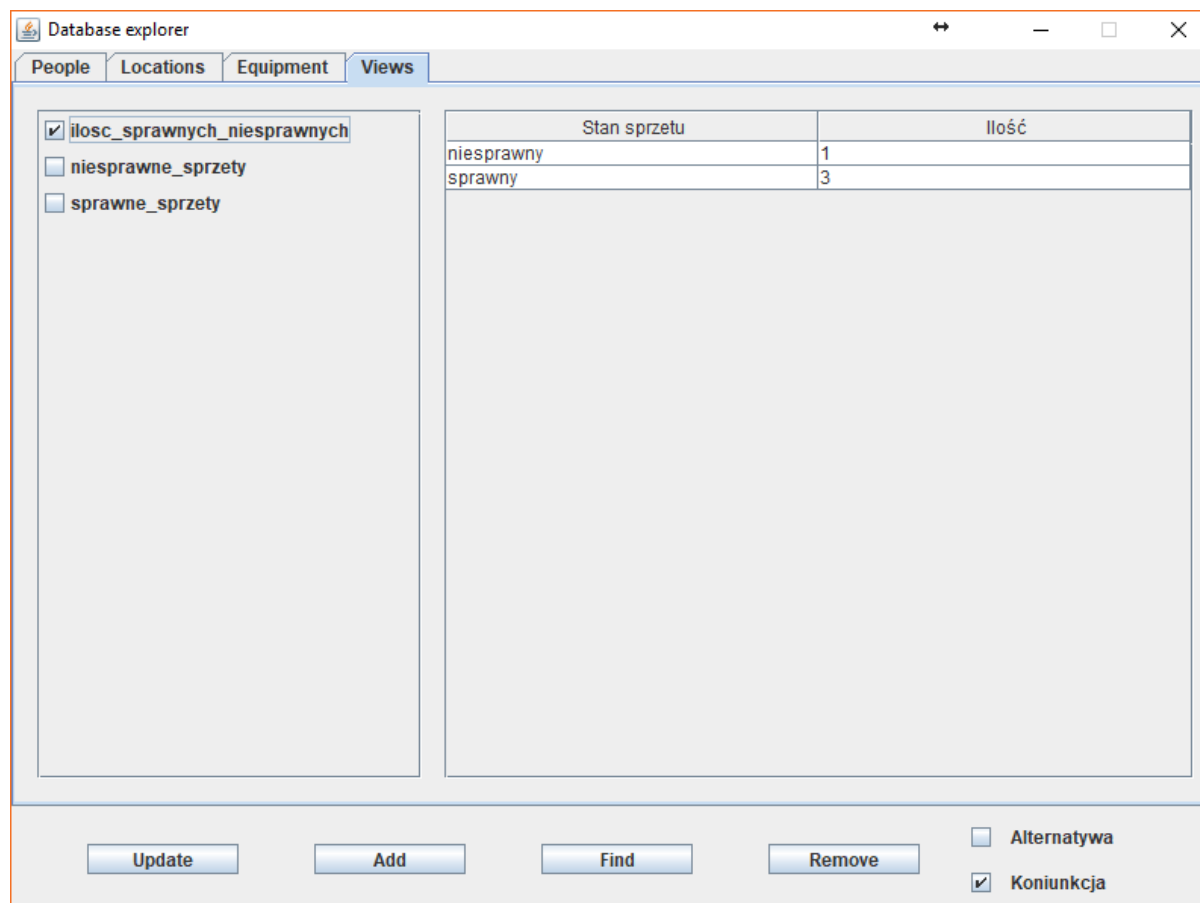 Database explorer
People Locations Equipment Views
ilosc_sprawnych_niesprawnych
niesprawne_sprzety
sprawne_sprzety
Stan sprzetu Ilość
niesprawny 1
sprawny 3
Update Add Find Remove
Alternatywa
Koniunkcja